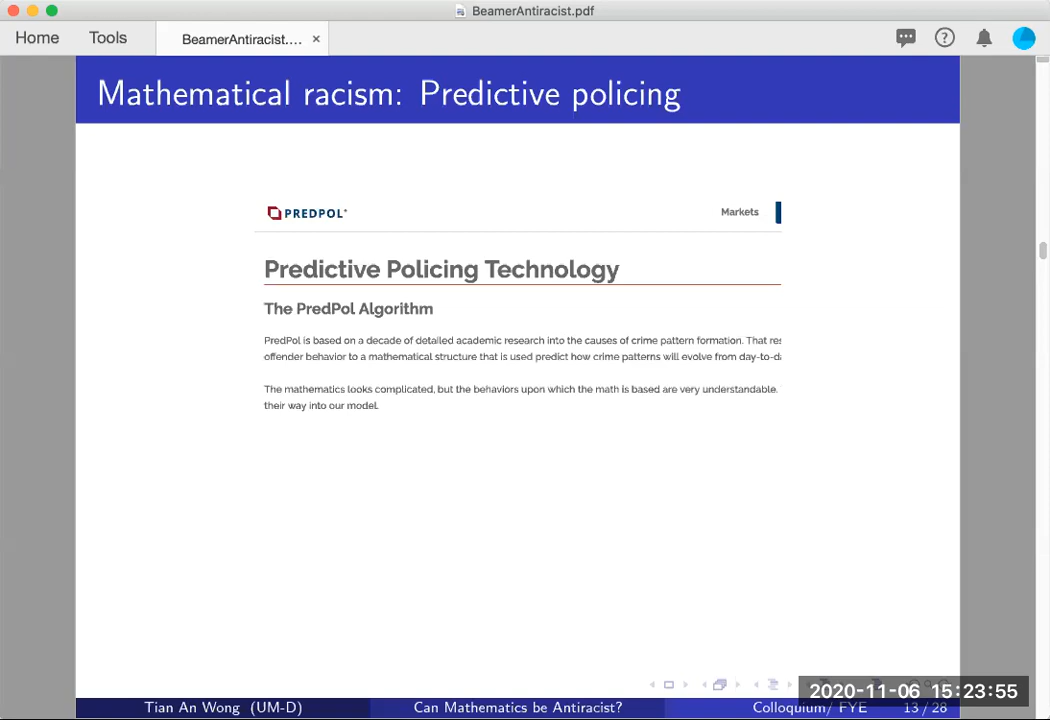 BeamerAntiracist.pdf
Home Tools BeamerAntiracist.... ×
Mathematical racism: Predictive policing
PREDPOL Markets
Predictive Policing Technology
The PredPol Algorithm
PredPol is based on a decade of detailed academic research into the causes of crime pattern formation. That
offender behavior to a mathematical structure that is used predict how crime patterns will evolve from day-to-
The mathematics looks complicated, but the behaviors upon which the math is based are very understandable.
their way into our model.
2020-11-06 15:23:55
Tian An Wong (UM-D) Can Mathematics be Antiracist? Colloquium/ FYE 13 / 28